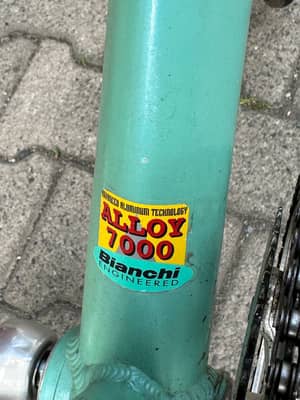 ADVANCED ALUMINUM TECHNOLOGY
ALLOY
7000
Bianchi
ENGINEERED